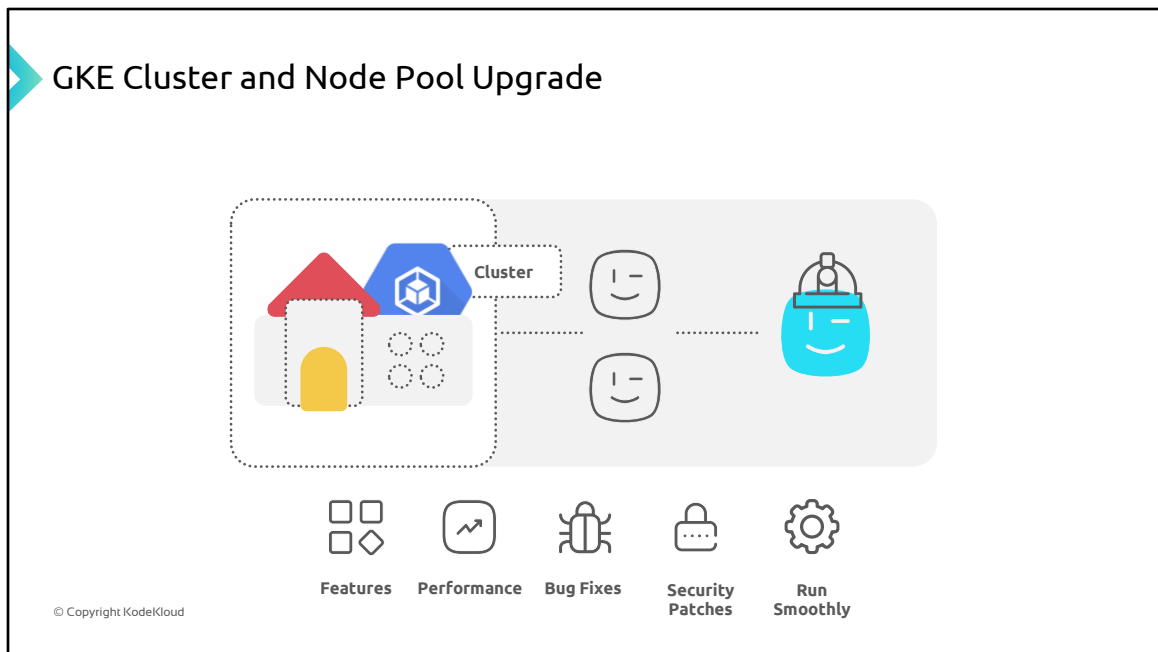 GKE Cluster and Node Pool Upgrade
Cluster
Features
Performance
Bug Fixes
Security
Patches
Run
Smoothly
© Copyright KodeKloud